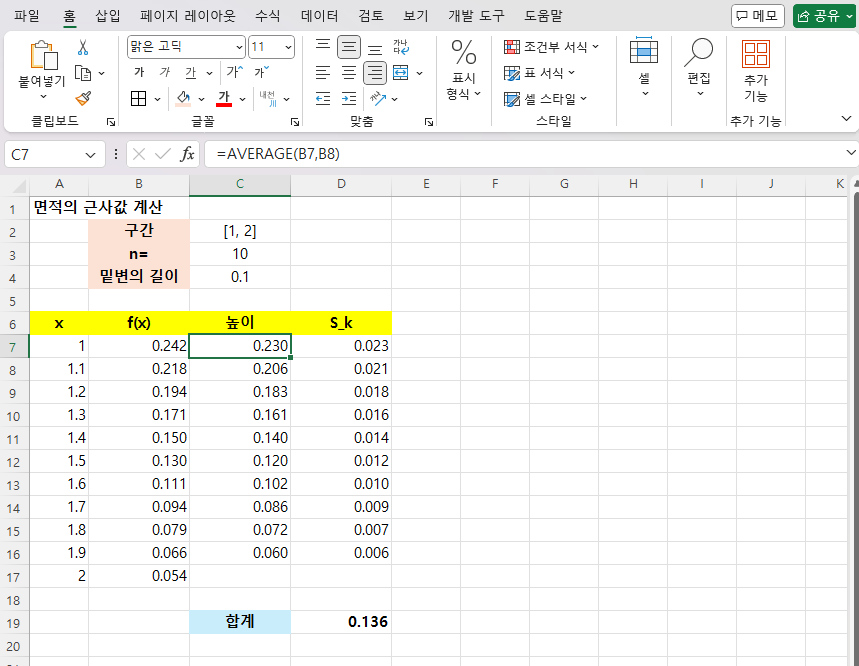 파일 홈 삽입 페이지 레이아웃 수식 데이터 검토 보기 개발 도구 도움말 메모 공유
붙여넣기
맑은 고딕 11
가 가 가 가 가
가 내천
가나다
표시 형식
조건부 서식
표 서식
셀 스타일
셀
편집
추가 기능
클립보드 글꼴 맞춤 스타일 추가 기능
C7 fx =AVERAGE(B7,B8)
A B C D E F G H I J K
1 면적의 근사값 계산
2 구간 [1, 2]
3 n= 10
4 밑변의 길이 0.1
5
6 x f(x) 높이 S_k
7 1 0.242 0.230 0.023
8 1.1 0.218 0.206 0.021
9 1.2 0.194 0.183 0.018
10 1.3 0.171 0.161 0.016
11 1.4 0.150 0.140 0.014
12 1.5 0.130 0.120 0.012
13 1.6 0.111 0.102 0.010
14 1.7 0.094 0.086 0.009
15 1.8 0.079 0.072 0.007
16 1.9 0.066 0.060 0.006
17 2 0.054
18
19 합계 0.136
20